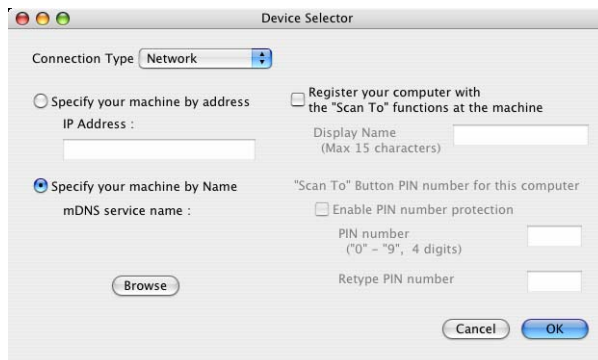 Device Selector
Connection Type Network
Specify your machine by address
IP Address :
Specify your machine by Name
mDNS service name :
Browse
Register your computer with
the "Scan To" functions at the machine
Display Name
(Max 15 characters)
"Scan To" Button PIN number for this computer
Enable PIN number protection
PIN number
("0" – "9", 4 digits)
Retype PIN number
Cancel OK